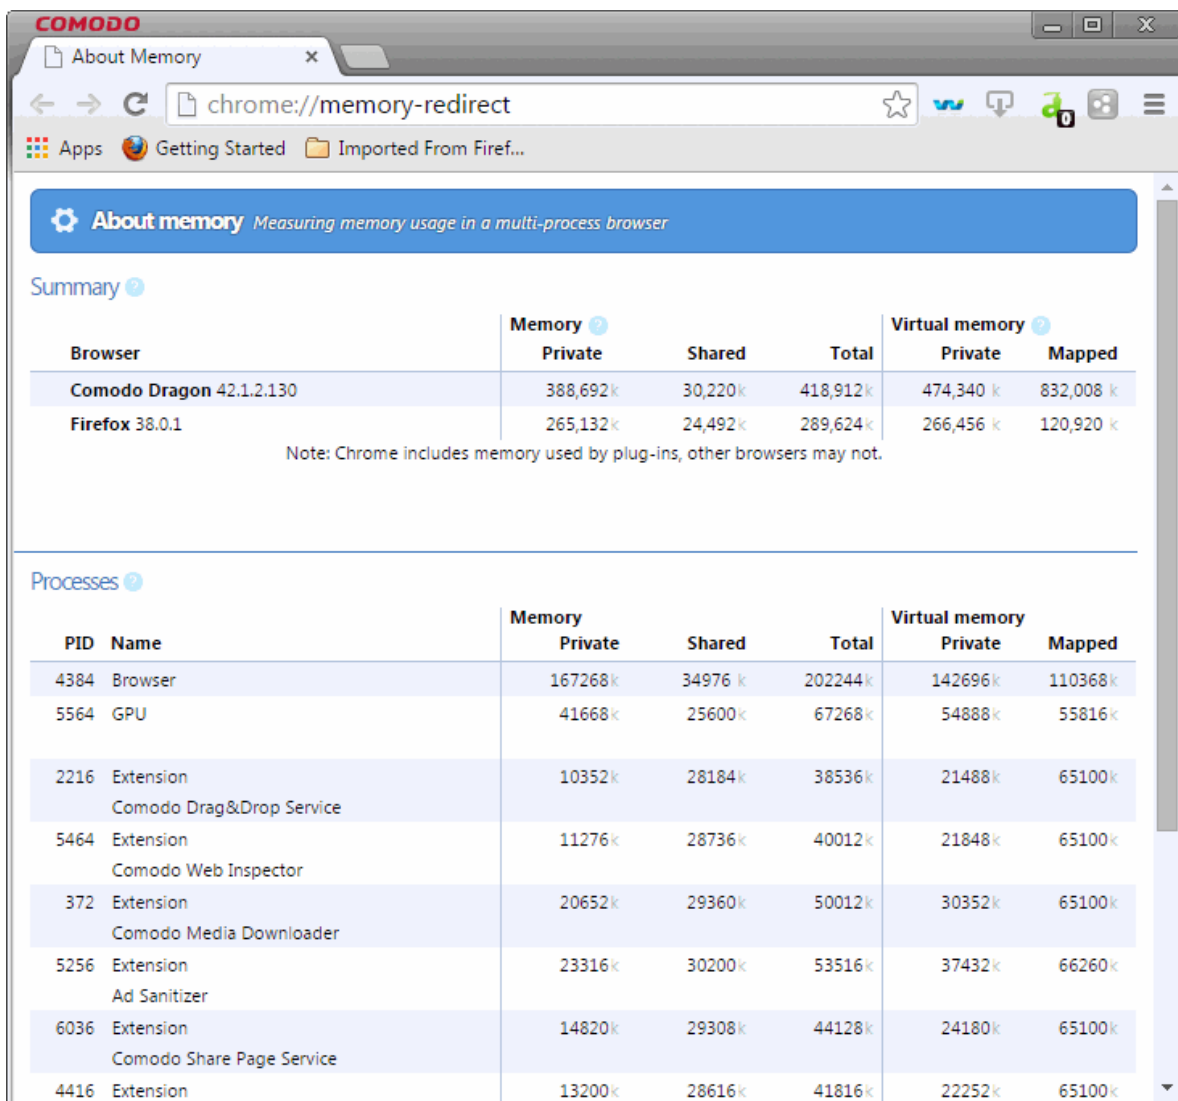 COMODO
About Memory
chrome://memory-redirect
0
Apps Getting Started Imported From Firef...
About memory Measuring memory usage in a multi-process browser
Summary ?
Memory ? Virtual memory ?
Browser Private Shared Total Private Mapped
Comodo Dragon 42.1.2.130 388,692k 30,220k 418,912k 474,340 k 832,008 k
Firefox 38.0.1 265,132k 24,492k 289,624k 266,456 k 120,920 k
Note: Chrome includes memory used by plug-ins, other browsers may not.
Processes ?
Memory Virtual memory
PID Name Private Shared Total Private Mapped
4384 Browser 167268k 34976 k 202244k 142696k 110368k
5564 GPU 41668k 25600k 67268k 54888k 55816k
2216 Extension 10352k 28184k 38536k 21488k 65100k
Comodo Drag&Drop Service
5464 Extension 11276k 28736k 40012k 21848k 65100k
Comodo Web Inspector
372 Extension 20652k 29360k 50012k 30352k 65100k
Comodo Media Downloader
5256 Extension 23316k 30200k 53516k 37432k 66260k
Ad Sanitizer
6036 Extension 14820k 29308k 44128k 24180k 65100k
Comodo Share Page Service
4416 Extension 13200k 28616k 41816k 22252k 65100k